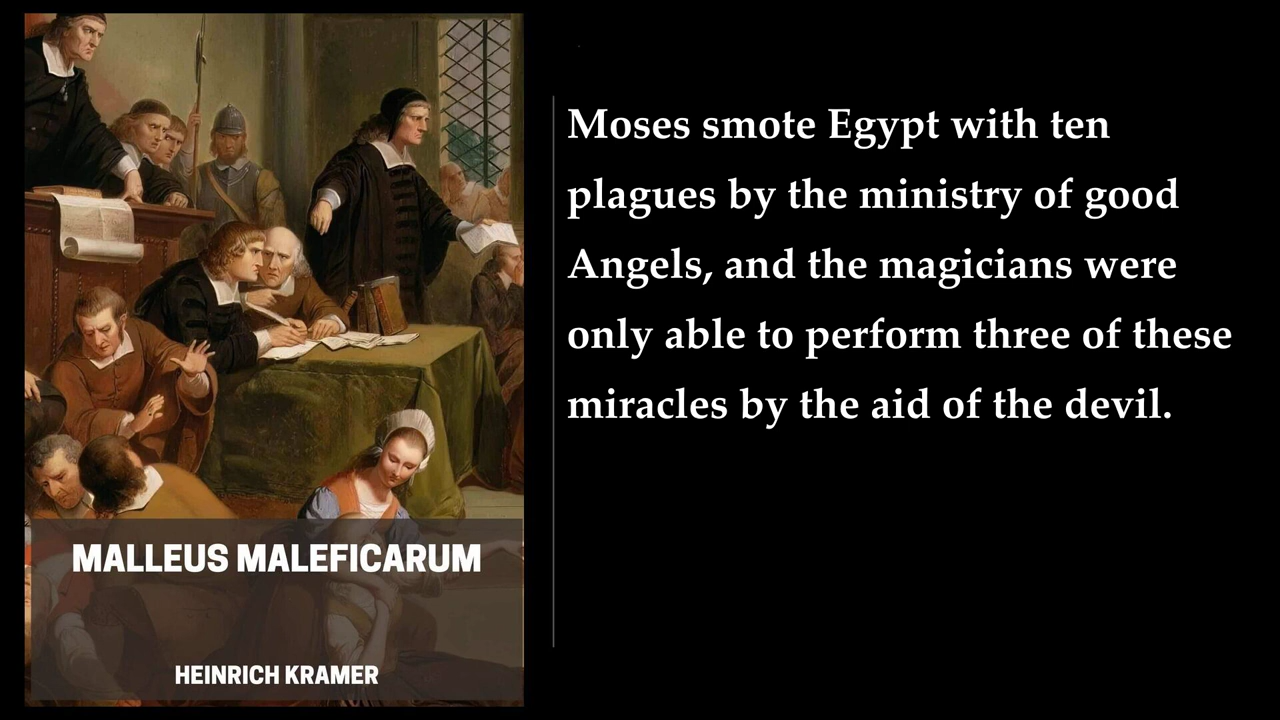 MALLEUS MALEFICARUM
HEINRICH KRAMER
Moses smote Egypt with ten
plagues by the ministry of good
Angels, and the magicians were
only able to perform three of these
miracles by the aid of the devil.